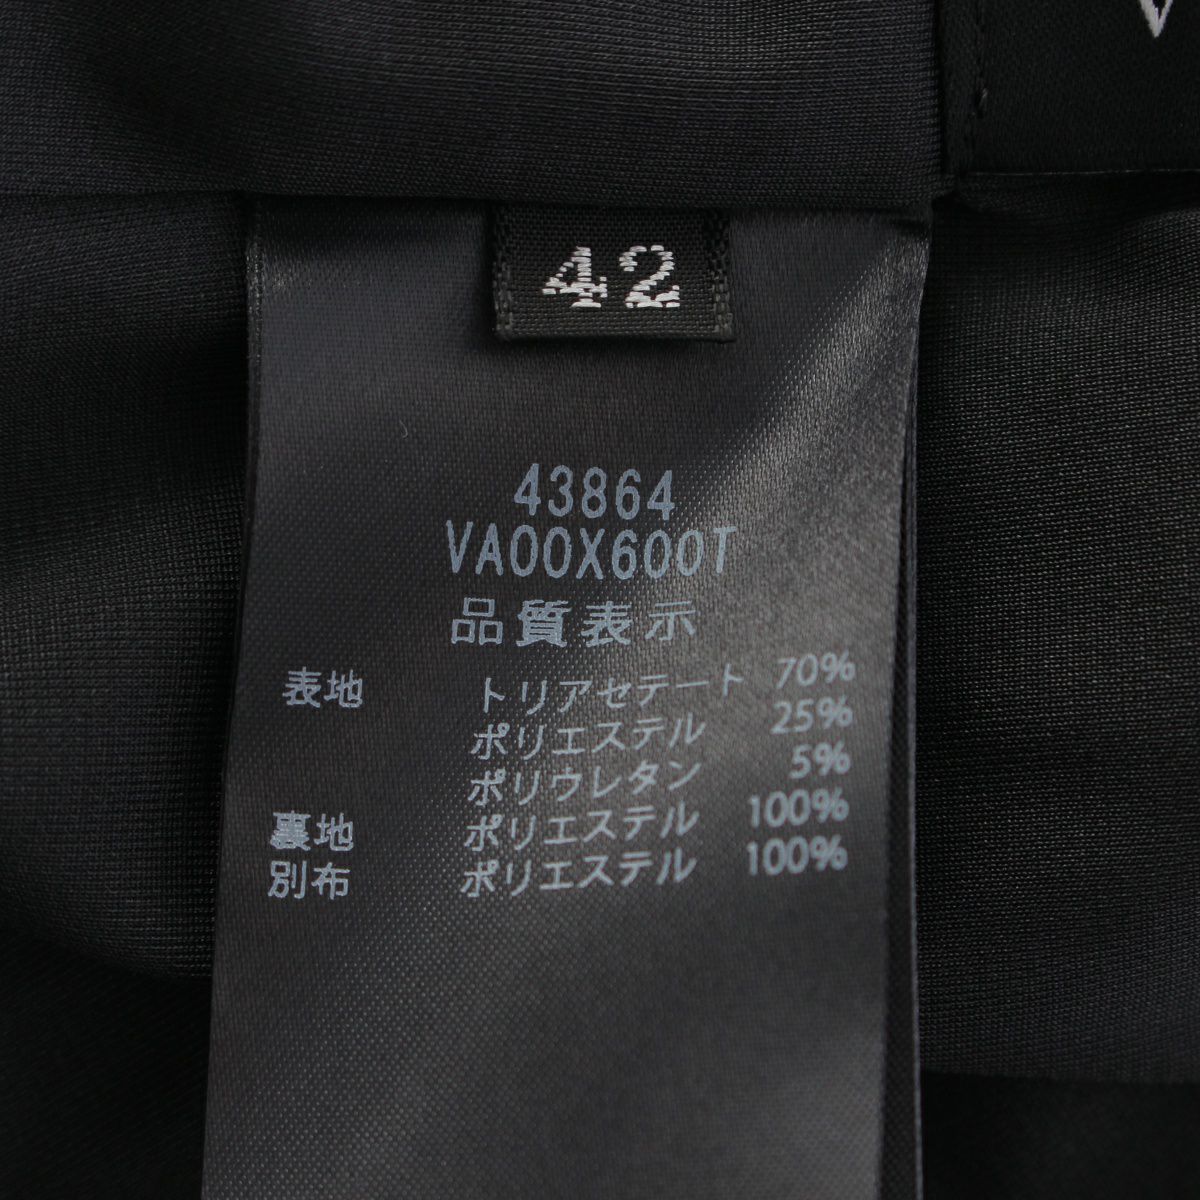 V
42
43864
VA00X600T
品質表示
表地 トリアセテート 70%
ポリエステル 25%
ポリウレタン 5%
裏地 ポリエステル 100%
別布 ポリエステル 100%